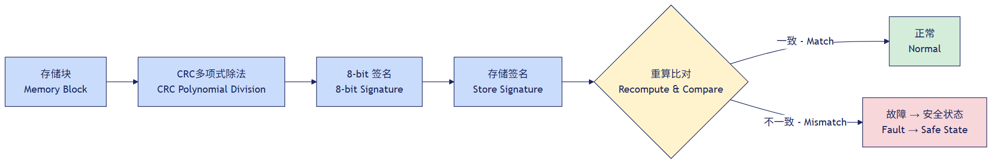 存储块
Memory Block
CRC多项式除法
CRC Polynomial Division
8-bit 签名
8-bit Signature
存储签名
Store Signature
重算比对
Recompute & Compare
一致 - Match
正常
Normal
不一致 - Mismatch
故障 → 安全状态
Fault → Safe State